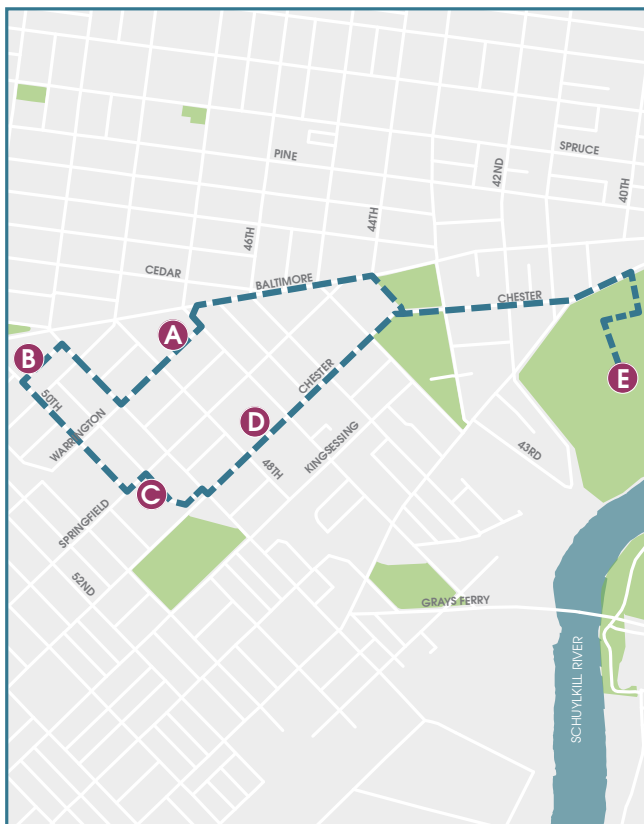 SPRUCE
PINE
42ND
40TH
44TH
46TH
CEDAR
BALTIMORE
CHESTER
A
B
E
CHESTER
50TH
WARRINGTON
D
KINGSESSING
43RD
48TH
C
SPRINGFIELD
52ND
GRAYS FERRY
SCHUYLKILL RIVER